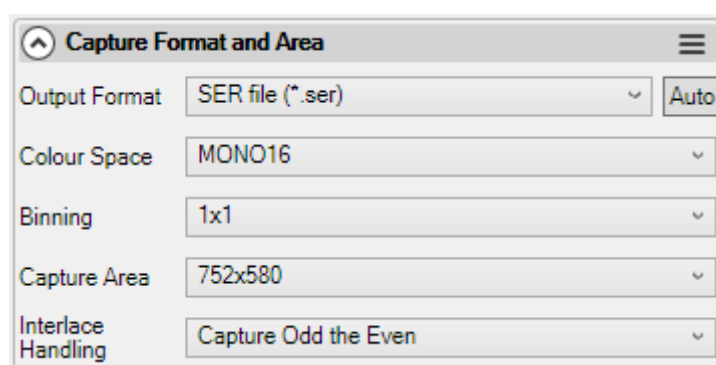 Capture Format and Area
Output Format SER file (*.ser) Auto
Colour Space MONO16
Binning 1x1
Capture Area 752x580
Interlace
Handling Capture Odd the Even